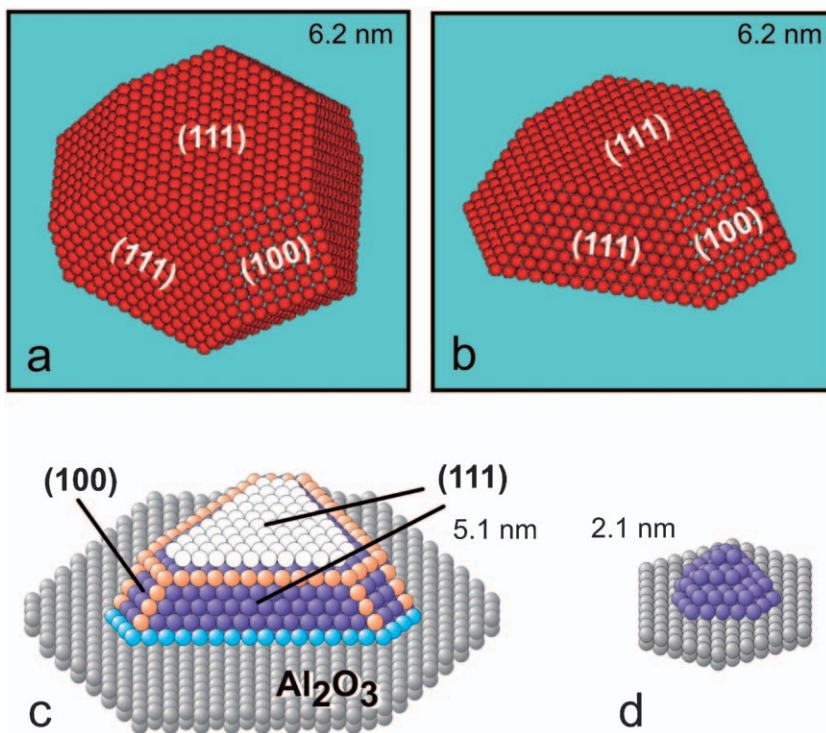 6.2 nm
(111)
(111)
(100)
a
6.2 nm
(111)
(111)
(100)
b
(100)
(111)
5.1 nm
2.1 nm
Al2O3
c
d